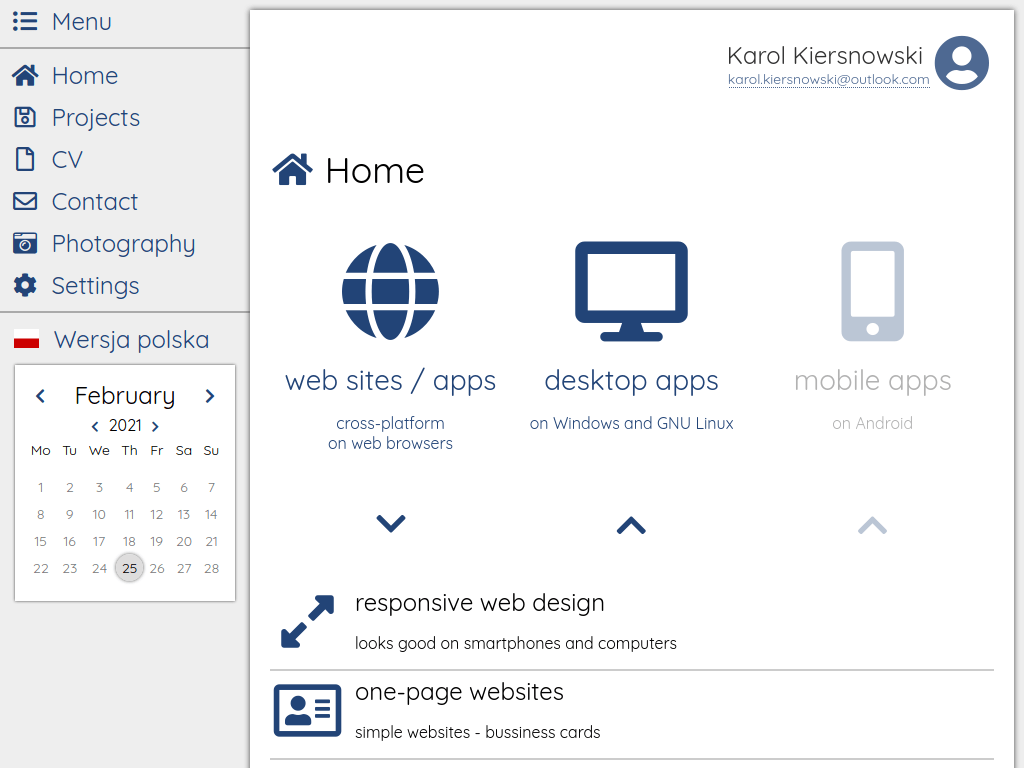 Menu
Home
Projects
CV
Contact
Photography
Settings
Wersja polska
February
2021
Mo Tu We Th Fr Sa Su
1 2 3 4 5 6 7
8 9 10 11 12 13 14
15 16 17 18 19 20 21
22 23 24 25 26 27 28
Karol Kiersnowski
karol.kiersnowski@outlook.com
Home
web sites / apps
cross-platform
on web browsers
desktop apps
on Windows and GNU Linux
mobile apps
on Android
responsive web design
looks good on smartphones and computers
one-page websites
simple websites - bussiness cards